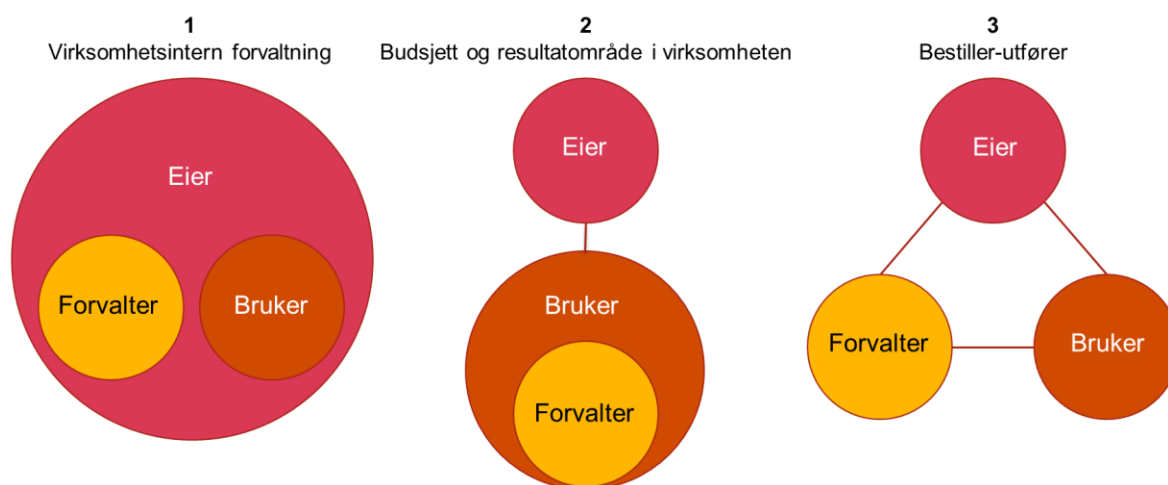 1
Virksomhetsintern forvaltning
Eier
Forvalter
Bruker
2
Budsjett og resultatområde i virksomheten
Eier
Bruker
Forvalter
3
Bestiller-utfører
Eier
Forvalter
Bruker